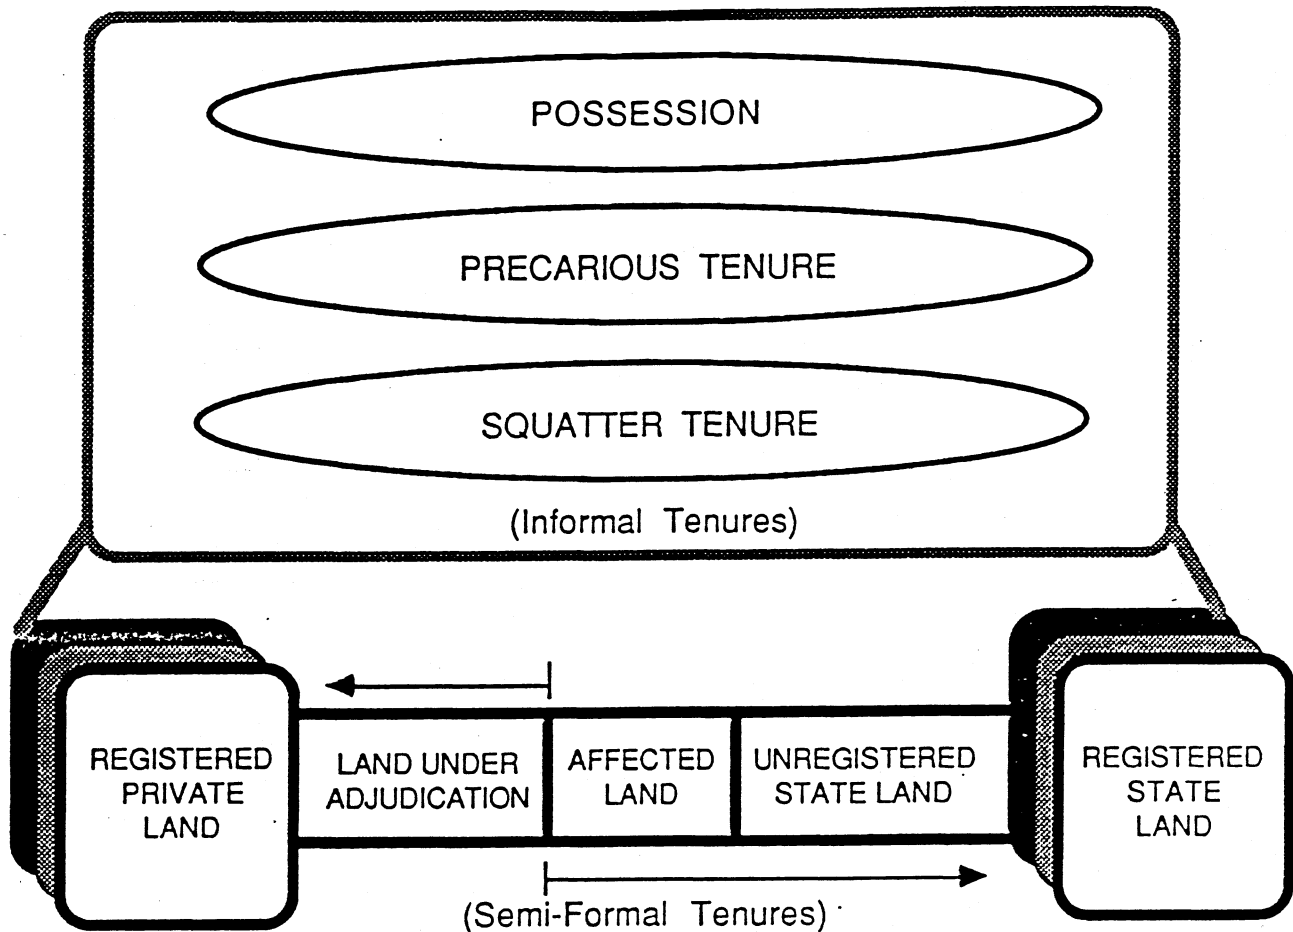 POSSESSION
PRECARIOUS TENURE
SQUATTER TENURE
(Informal Tenures)
REGISTERED
PRIVATE
LAND
LAND UNDER
ADJUDICATION
AFFECTED
LAND
UNREGISTERED
STATE LAND
REGISTERED
STATE
LAND
(Semi-Formal Tenures)